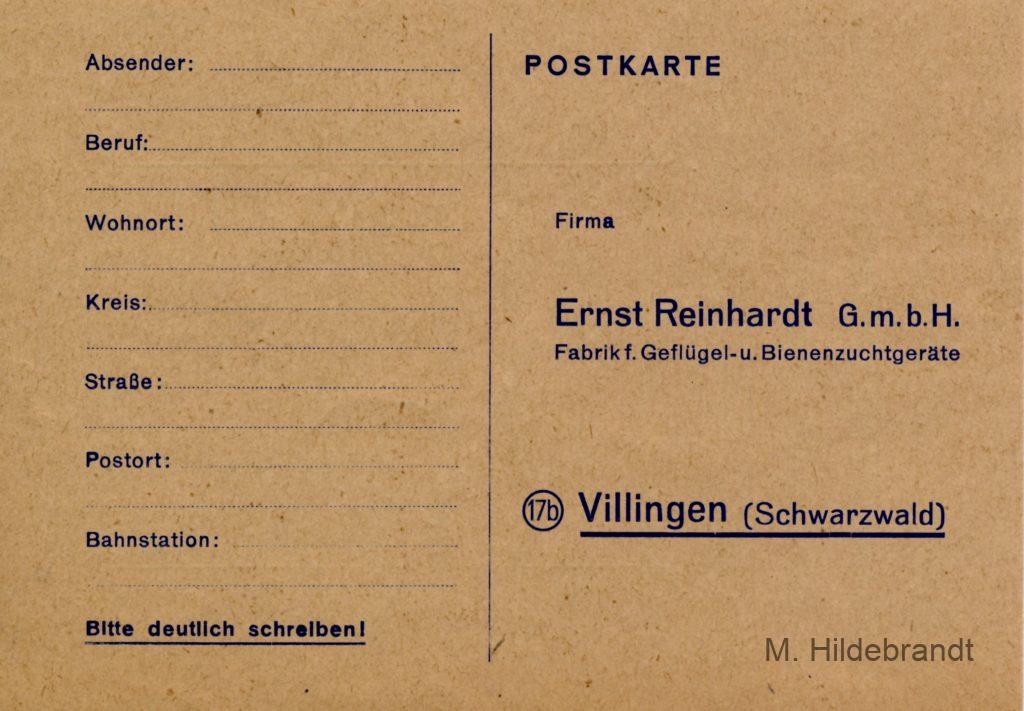 Absender:
Beruf:
Wohnort:
Kreis:
Straße:
Postort:
Bahnstation:
Bitte deutlich schreiben!
POSTKARTE
Firma
Ernst Reinhardt G.m.b.H.
Fabrik f. Geflügel- u. Bienenzuchtgeräte
17b Villingen (Schwarzwald)
M. Hildebrandt